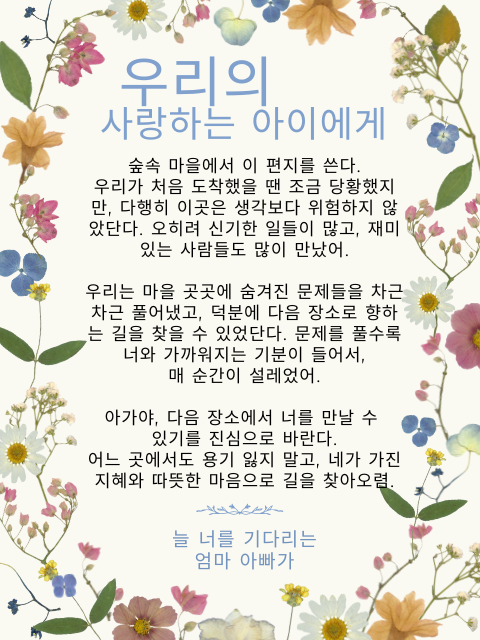 우리의
사랑하는 아이에게
숲속 마을에서 이 편지를 쓴다.
우리가 처음 도착했을 땐 조금 당황했지
만, 다행히 이곳은 생각보다 위험하지 않
았단다. 오히려 신기한 일들이 많고, 재미
있는 사람들도 많이 만났어.
우리는 마을 곳곳에 숨겨진 문제들을 차근
차근 풀어냈고, 덕분에 다음 장소로 향하
는 길을 찾을 수 있었단다. 문제를 풀수록
너와 가까워지는 기분이 들어서,
매 순간이 설레었어.
아가야, 다음 장소에서 너를 만날 수
있기를 진심으로 바란다.
어느 곳에서도 용기 잃지 말고, 네가 가진
지혜와 따뜻한 마음으로 길을 찾아오렴.
늘 너를 기다리는
엄마 아빠가